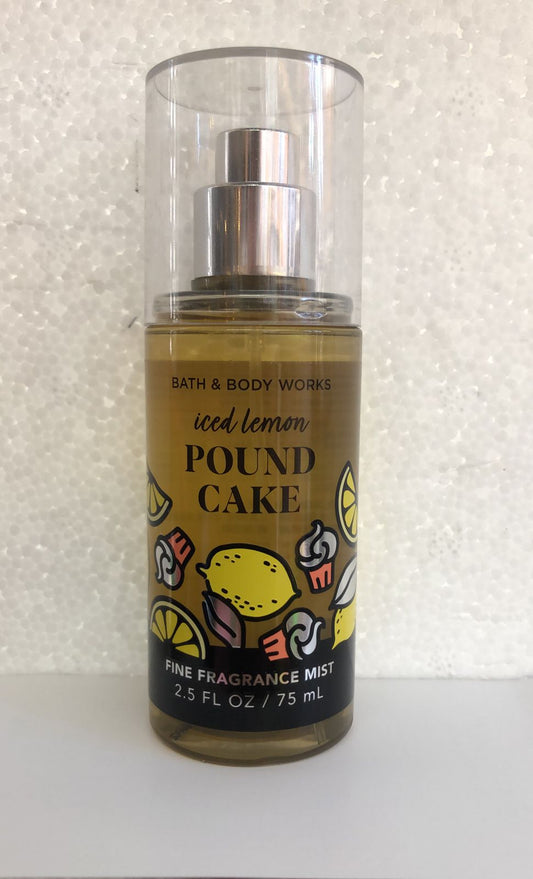 BATH & BODY WORKS
iced lemon
POUND
CAKE
FINE FRAGRANCE MIST
2.5 FL OZ / 75 mL